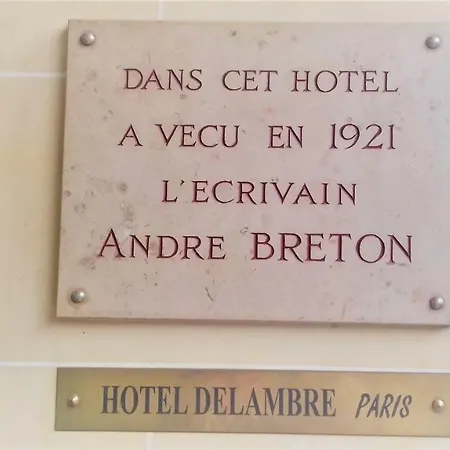 DANS CET HOTEL
A VECU EN 1921
L'ECRIVAIN
ANDRE BRETON
HOTEL DELAMBRE PARIS